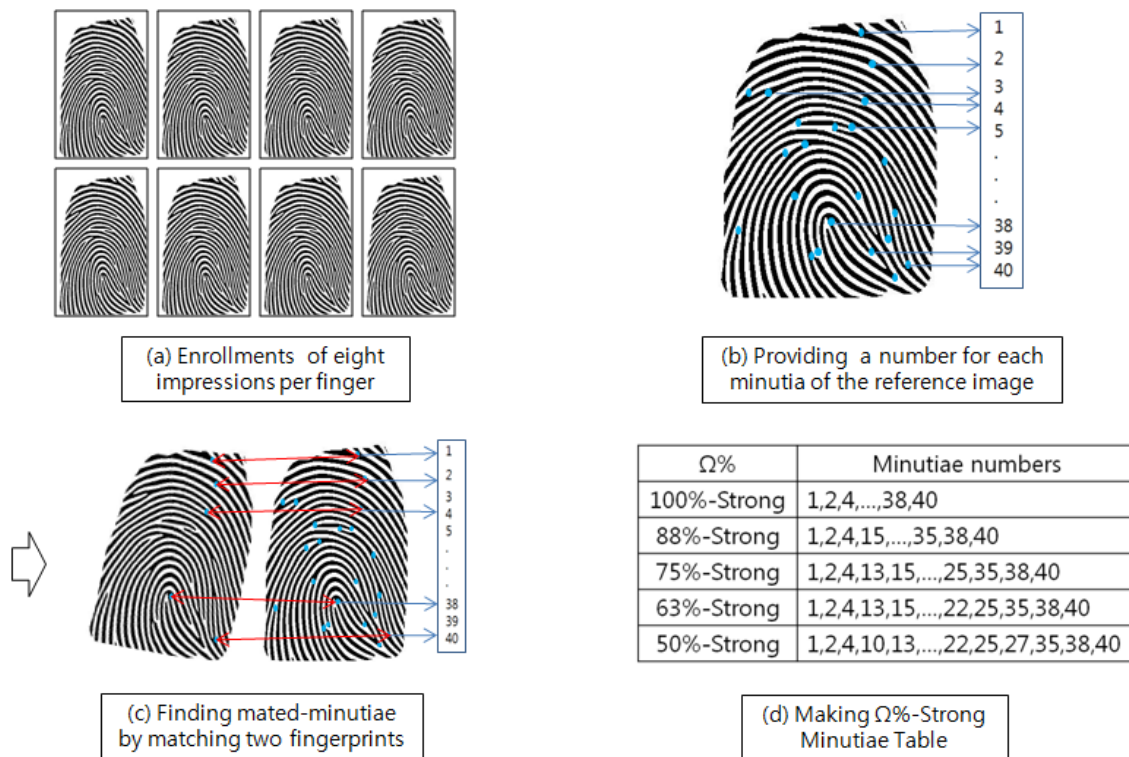 1
2
3
4
5
.
.
.
38
39
40
(a) Enrollments of eight
impressions per finger
(b) Providing a number for each
minutia of the reference image
1
2
3
4
5
.
.
.
38
39
40
Ω% Minutiae numbers
100%-Strong 1,2,4,...,38,40
88%-Strong 1,2,4,15,...,35,38,40
75%-Strong 1,2,4,13,15,...,25,35,38,40
63%-Strong 1,2,4,13,15,...,22,25,35,38,40
50%-Strong 1,2,4,10,13,...,22,25,27,35,38,40
(c) Finding mated-minutiae
by matching two fingerprints
(d) Making Ω%-Strong
Minutiae Table